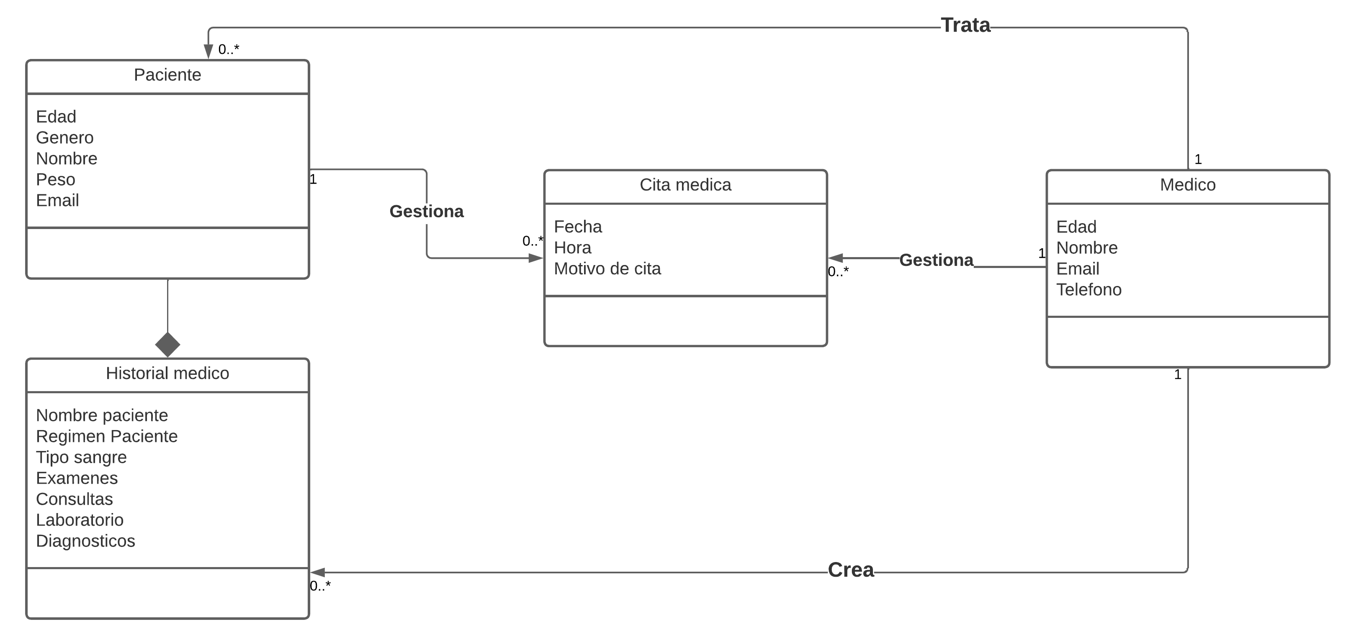 Trata
0..*
Paciente
Edad
Genero
Nombre
Peso
Email
1
Gestiona
0..*
Cita medica
Fecha
Hora
Motivo de cita
0..*
Gestiona
1
1
Medico
Edad
Nombre
Email
Telefono
1
Historial medico
Nombre paciente
Regimen Paciente
Tipo sangre
Examenes
Consultas
Laboratorio
Diagnosticos
0..*
Crea